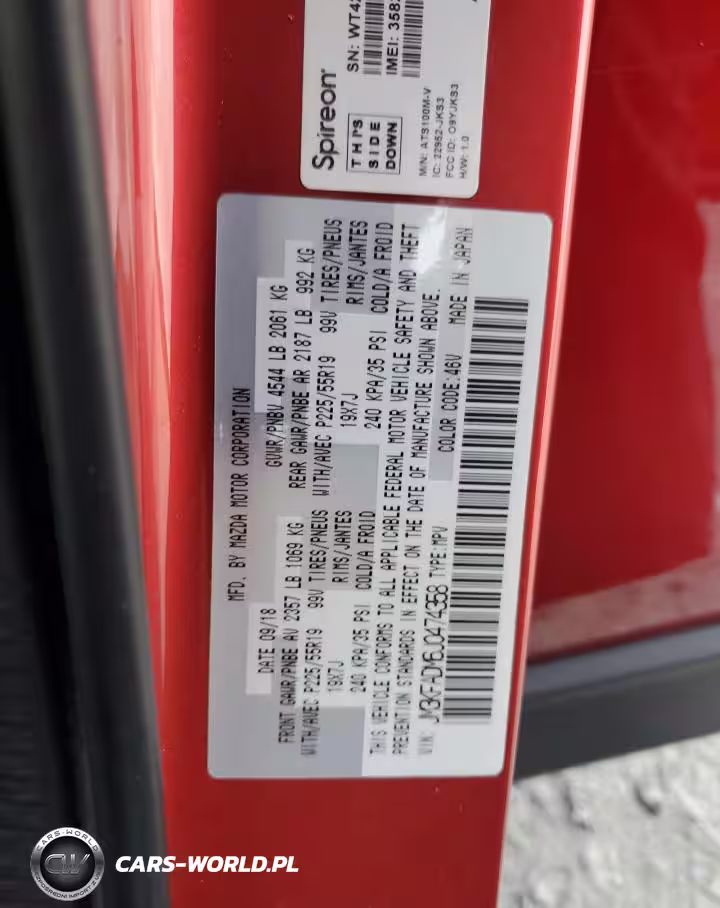 Spireon
THIS
SIDE
DOWN
M/N: ATS100M-V
IC: 22952-JKS3
FCC ID: O9YJKS3
H/W: 1.0
MFD. BY MAZDA MOTOR CORPORATION
DATE 09/18
GVWR/PNBV 4544 LB 2061 KG
FRONT GAWR/PNBE AV 2357 LB 1069 KG
REAR GAWR/PNBE AR 2187 LB 992 KG
WITH/AVEC P225/55R19 99V TIRES/PNEUS
WITH/AVEC P225/55R19 99V TIRES/PNEUS
19X7J RIMS/JANTES
19X7J RIMS/JANTES
240 KPA/35 PSI COLD/A FROID
240 KPA/35 PSI COLD/A FROID
THIS VEHICLE CONFORMS TO ALL APPLICABLE FEDERAL MOTOR VEHICLE SAFETY AND THEFT
PREVENTION STANDARDS IN EFFECT ON THE DATE OF MANUFACTURE SHOWN ABOVE.
VIN: JM3KFADM6J0474358 TYPE:MPV COLOR CODE:46V MADE IN JAPAN
CARS-WORLD
CW
CARS-WORLD.PL